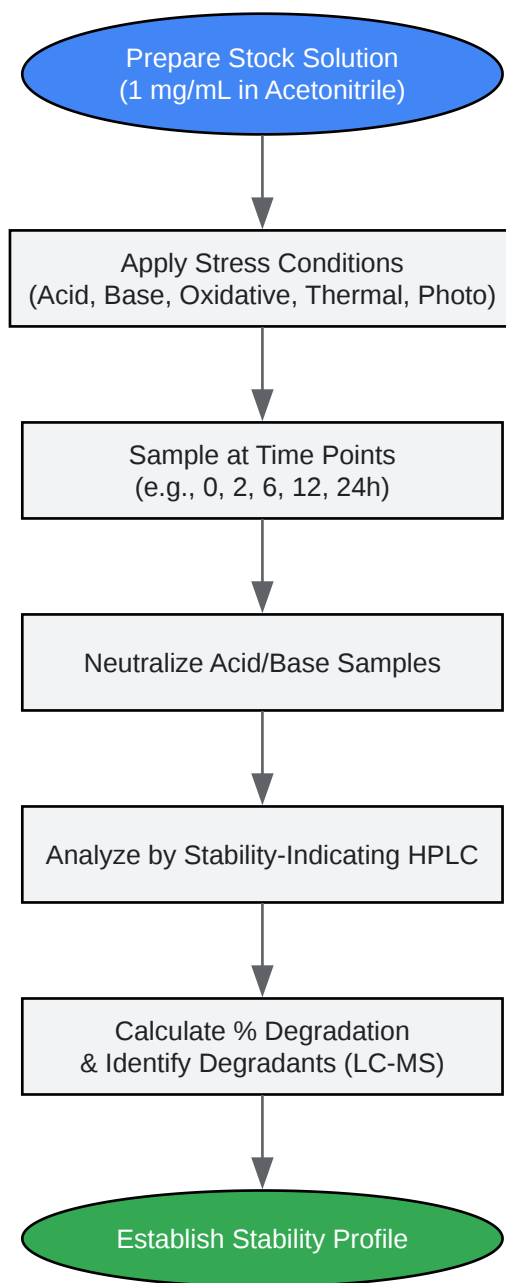 Prepare Stock Solution
(1 mg/mL in Acetonitrile)
Apply Stress Conditions
(Acid, Base, Oxidative, Thermal, Photo)
Sample at Time Points
(e.g., 0, 2, 6, 12, 24h)
Neutralize Acid/Base Samples
Analyze by Stability-Indicating HPLC
Calculate % Degradation
& Identify Degradants (LC-MS)
Establish Stability Profile